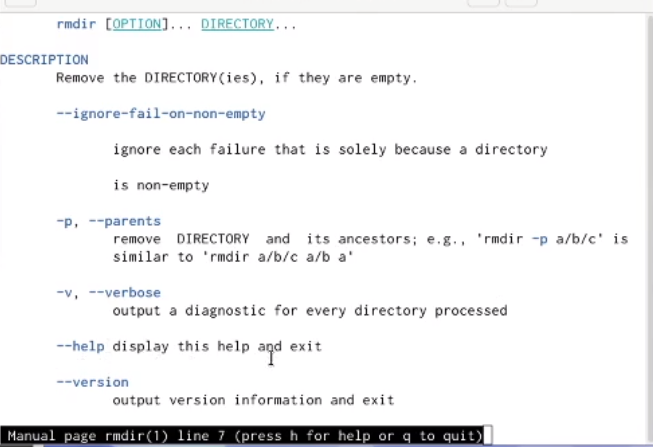 rmdir [OPTION]... DIRECTORY...
DESCRIPTION
Remove the DIRECTORY(ies), if they are empty.
--ignore-fail-on-non-empty
ignore each failure that is solely because a directory
is non-empty
-p, --parents
remove DIRECTORY and its ancestors; e.g., 'rmdir -p a/b/c' is
similar to 'rmdir a/b/c a/b a'
-v, --verbose
output a diagnostic for every directory processed
--help display this help and exit
--version
output version information and exit
Manual page rmdir(1) line 7 (press h for help or q to quit)